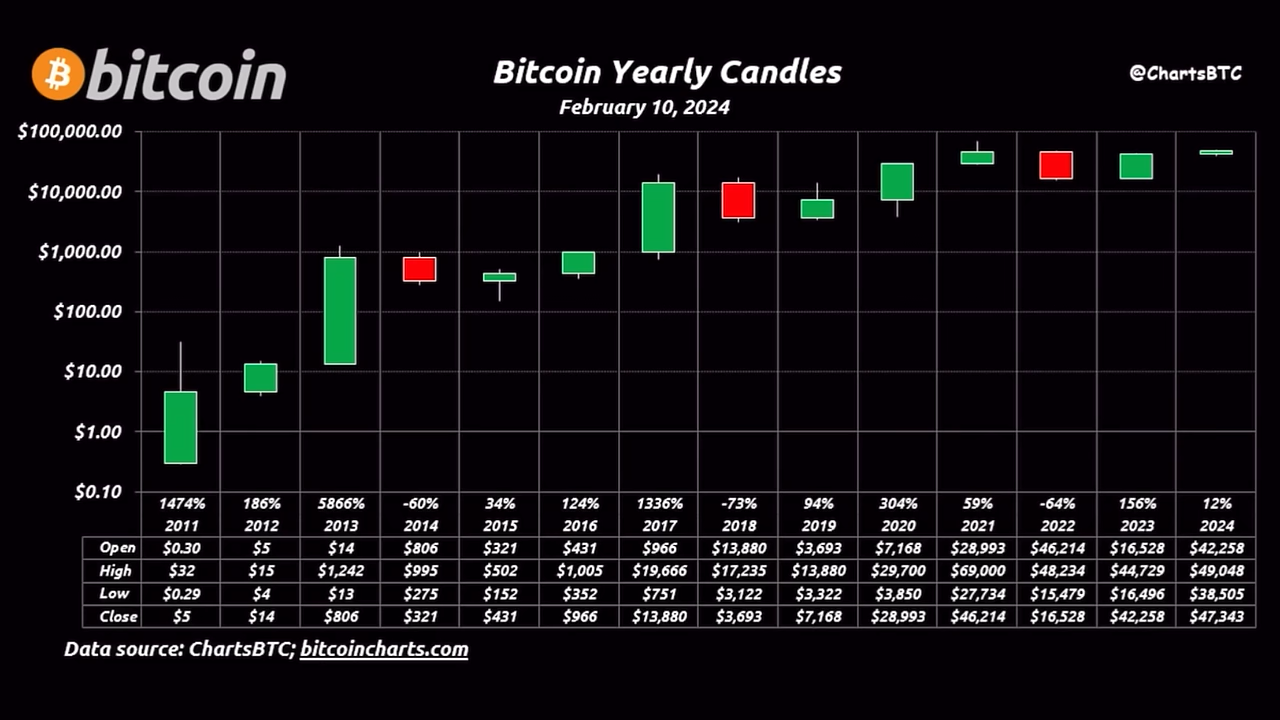 bitcoin
Bitcoin Yearly Candles
@ChartsBTC
February 10, 2024
$100,000.00
$10,000.00
$1,000.00
$100.00
$10.00
$1.00
$0.10
1474% 186% 5866% -60% 34% 124% 1336% -73% 94% 304% 59% -64% 156% 12%
2011 2012 2013 2014 2015 2016 2017 2018 2019 2020 2021 2022 2023 2024
Open $0.30 $5 $14 $806 $321 $431 $966 $13,880 $3,693 $7,168 $28,993 $46,214 $16,528 $42,258
High $32 $15 $1,242 $995 $502 $1,005 $19,666 $17,235 $13,880 $29,700 $69,000 $48,234 $44,729 $49,048
Low $0.29 $4 $13 $275 $152 $352 $751 $3,122 $3,322 $3,850 $27,734 $15,479 $16,496 $38,505
Close $5 $14 $806 $321 $431 $966 $13,880 $3,693 $7,168 $28,993 $46,214 $16,528 $42,258 $47,343
Data source: ChartsBTC; bitcoincharts.com